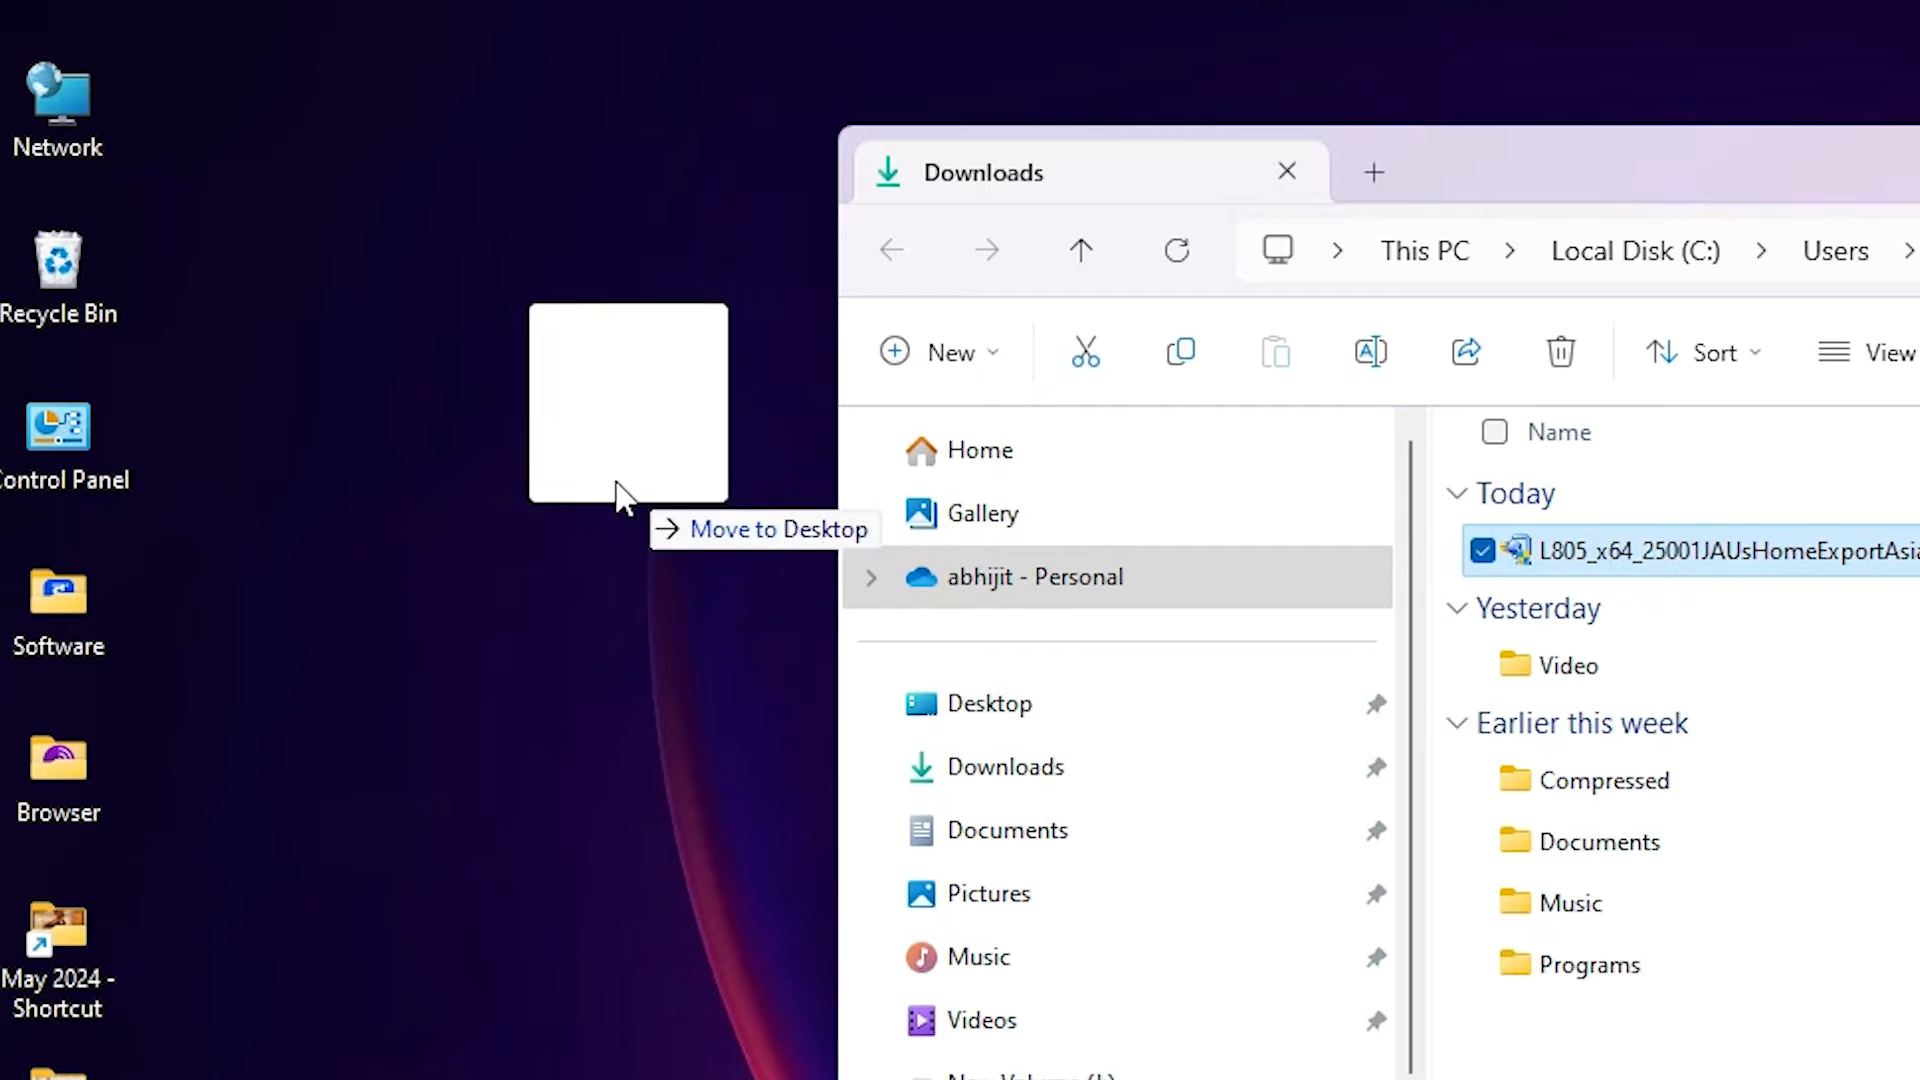 Network
Recycle Bin
Control Panel
Software
Browser
May 2024 -
Shortcut
Downloads
This PC
Local Disk (C:)
Users
New
Sort
View
Move to Desktop
Home
Gallery
abhijit - Personal
Desktop
Downloads
Documents
Pictures
Music
Videos
Name
Today
L805_x64_25001JAUsHomeExportAsia
Yesterday
Video
Earlier this week
Compressed
Documents
Music
Programs